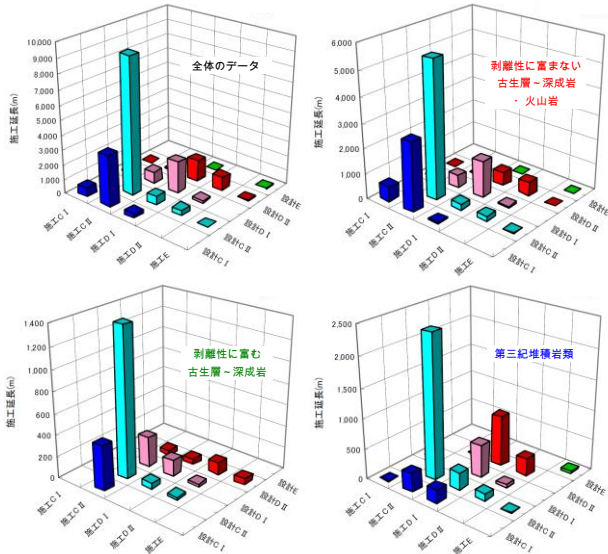 10,000
9,000
8,000
7,000
6,000
5,000
4,000
3,000
2,000
1,000
0
施工延長(m)
全体のデータ
施工CⅠ
施工CⅡ
施工DⅠ
施工DⅡ
施工E
設計CⅠ
設計CⅡ
設計DⅠ
設計DⅡ
設計E
6,000
5,000
4,000
3,000
2,000
1,000
0
施工延長(m)
剥離性に富まない
古生層~深成岩
・火山岩
施工CⅠ
施工CⅡ
施工DⅠ
施工DⅡ
施工E
設計CⅠ
設計CⅡ
設計DⅠ
設計DⅡ
設計E
1,400
1,200
1,000
800
600
400
200
0
施工延長(m)
剥離性に富む
古生層~深成岩
施工CⅠ
施工CⅡ
施工DⅠ
施工DⅡ
施工E
設計CⅠ
設計CⅡ
設計DⅠ
設計DⅡ
設計E
2,500
2,000
1,500
1,000
500
0
施工延長(m)
第三紀堆積岩類
施工CⅠ
施工CⅡ
施工DⅠ
施工DⅡ
施工E
設計CⅠ
設計CⅡ
設計DⅠ
設計DⅡ
設計E